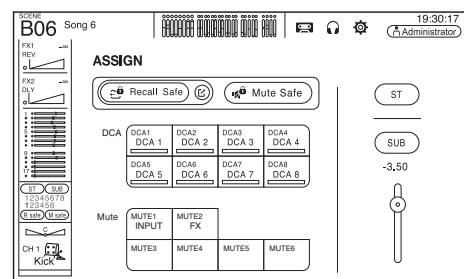 SCENE
B06 Song 6
19:30:17
Administrator
FX1
REV
-∞
FX2
DLY
-∞
ASSIGN
Recall Safe
Mute Safe
ST
SUB
-3.50
DCA
DCA1
DCA 1
DCA2
DCA 2
DCA3
DCA 3
DCA4
DCA 4
DCA5
DCA 5
DCA6
DCA 6
DCA7
DCA 7
DCA8
DCA 8
Mute
MUTE1
INPUT
MUTE2
FX
MUTE3
MUTE4
MUTE5
MUTE6
1
9
17
ST SUB
12345678
123456
R safe M safe
C
CH 1
Kick